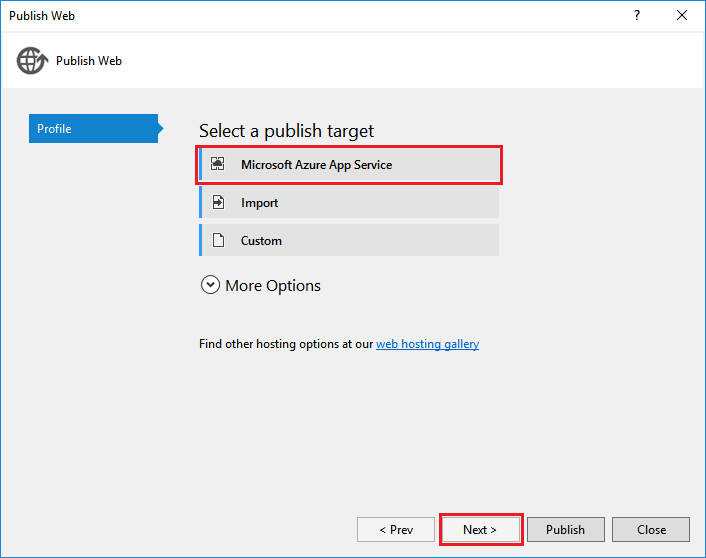 Publish Web
?
Publish Web
Profile
Select a publish target
Microsoft Azure App Service
Import
Custom
More Options
Find other hosting options at our web hosting gallery
< Prev
Next >
Publish
Close